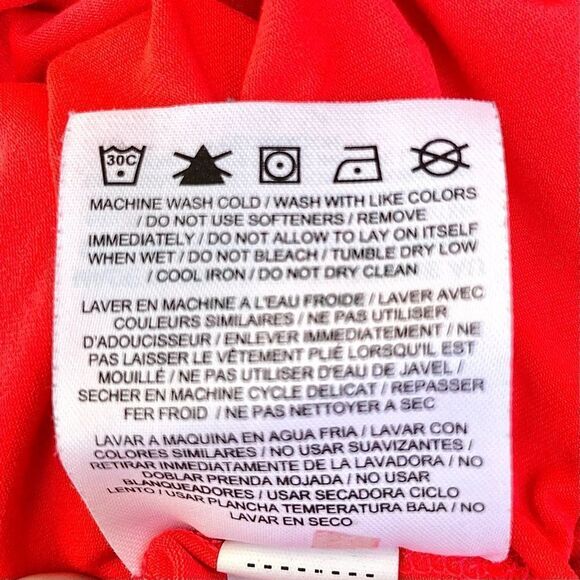 30C
MACHINE WASH COLD / WASH WITH LIKE COLORS
/ DO NOT USE SOFTENERS / REMOVE
IMMEDIATELY / DO NOT ALLOW TO LAY ON ITSELF
WHEN WET / DO NOT BLEACH / TUMBLE DRY LOW
/ COOL IRON / DO NOT DRY CLEAN
LAVER EN MACHINE A L'EAU FROIDE / LAVER AVEC
COULEURS SIMILAIRES / NE PAS UTILISER
D'ADOUCISSEUR / ENLEVER IMMÉDIATEMENT / NE
PAS LAISSER LE VÊTEMENT PLIÉ LORSQU'IL EST
MOUILLÉ / NE PAS UTILISER D'EAU DE JAVEL /
SECHER EN MACHINE CYCLE DELICAT / REPASSER
FER FROID / NE PAS NETTOYER A SEC
LAVAR A MAQUINA EN AGUA FRIA / LAVAR CON
COLORES SIMILARES / NO USAR SUAVIZANTES /
RETIRAR INMEDIATAMENTE DE LA LAVADORA / NO
DOBLAR PRENDA MOJADA / NO USAR
BLANQUEADORES / USAR SECADORA CICLO
LENTO / USAR PLANCHA TEMPERATURA BAJA / NO
LAVAR EN SECO